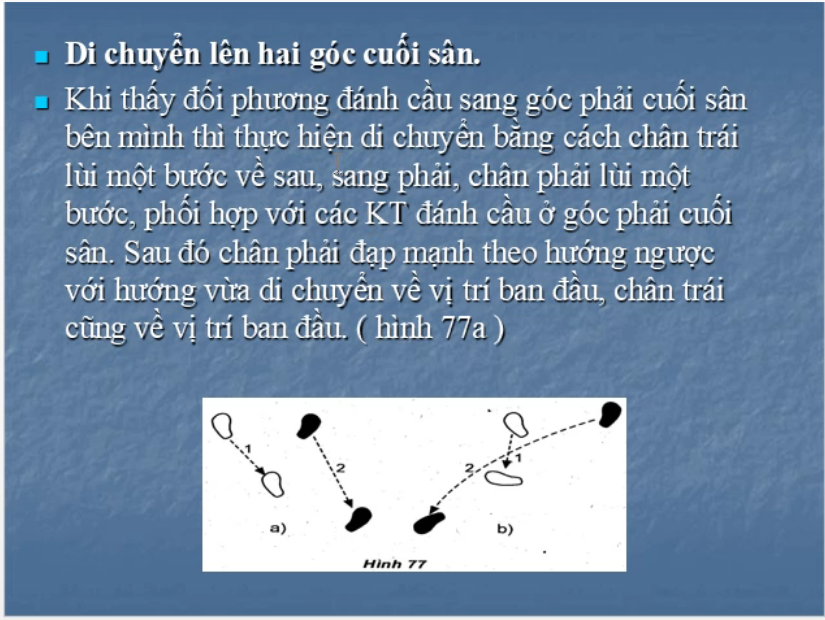 Di chuyển lên hai góc cuối sân.
Khi thấy đối phương đánh cầu sang góc phải cuối sân
bên mình thì thực hiện di chuyển bằng cách chân trái
lùi một bước về sau, sang phải, chân phải lùi một
bước, phối hợp với các KT đánh cầu ở góc phải cuối
sân. Sau đó chân phải đạp mạnh theo hướng ngược
với hướng vừa di chuyển về vị trí ban đầu, chân trái
cũng về vị trí ban đầu. ( hình 77a )
1
2
a)
2
1
b)
Hình 77